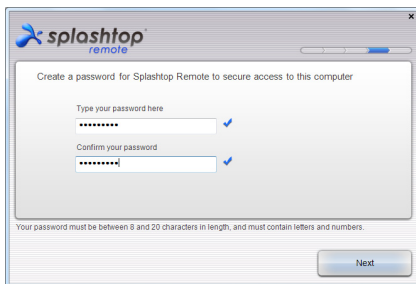 splashtop
remote
Create a password for Splashtop Remote to secure access to this computer
Type your password here
•••••••••
Confirm your password
•••••••••
Your password must be between 8 and 20 characters in length, and must contain letters and numbers.
Next